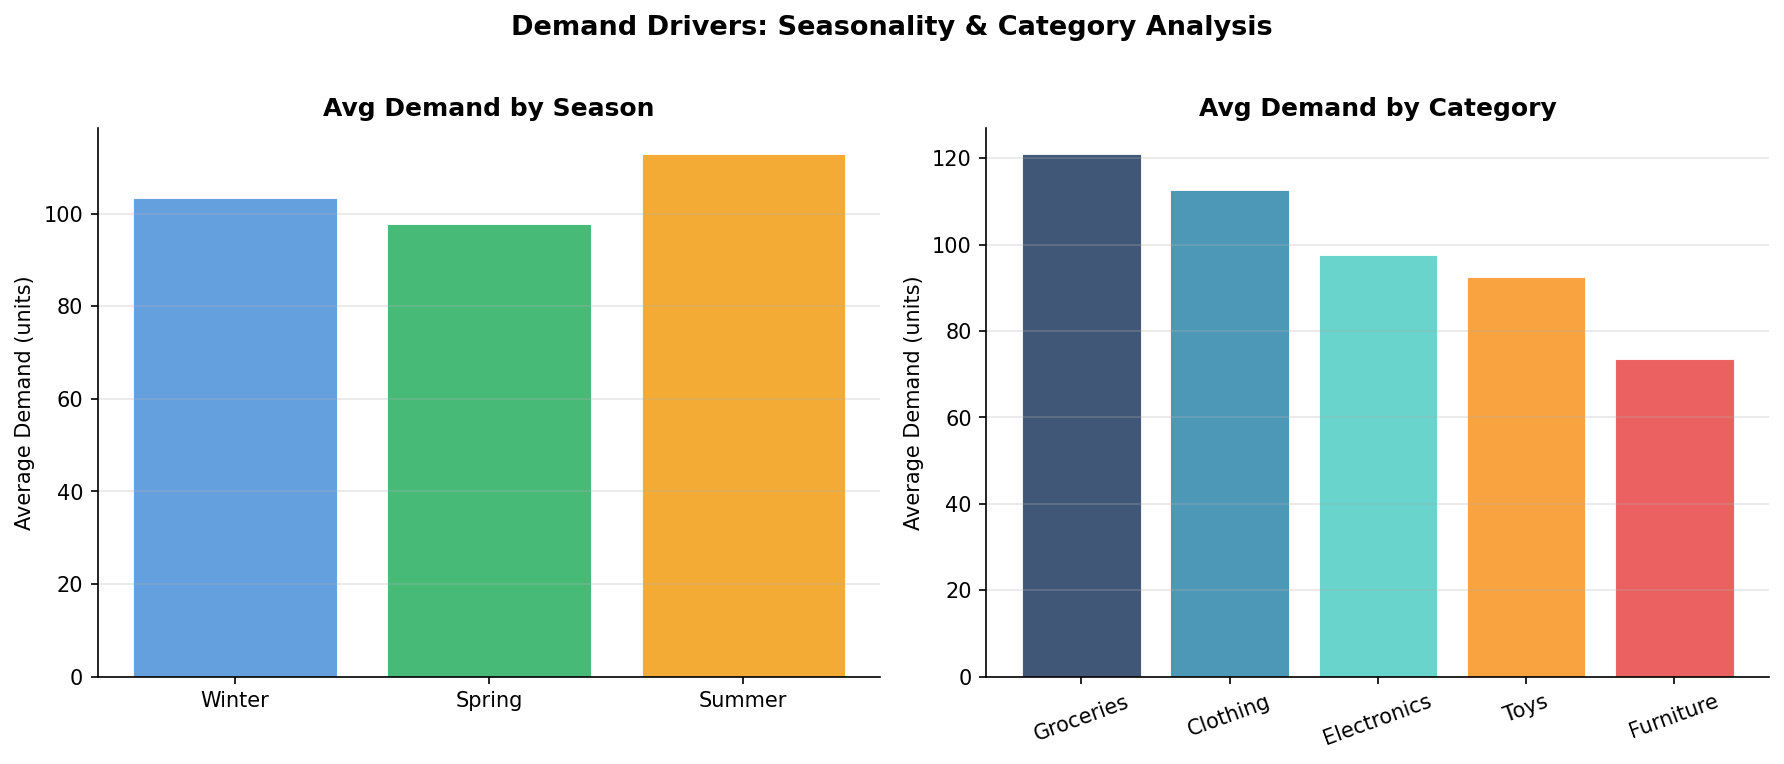 Demand Drivers: Seasonality & Category Analysis
Avg Demand by Season
Average Demand (units)
100
80
60
40
20
0
Winter Spring Summer
Avg Demand by Category
Average Demand (units)
120
100
80
60
40
20
0
Groceries Clothing Electronics Toys Furniture